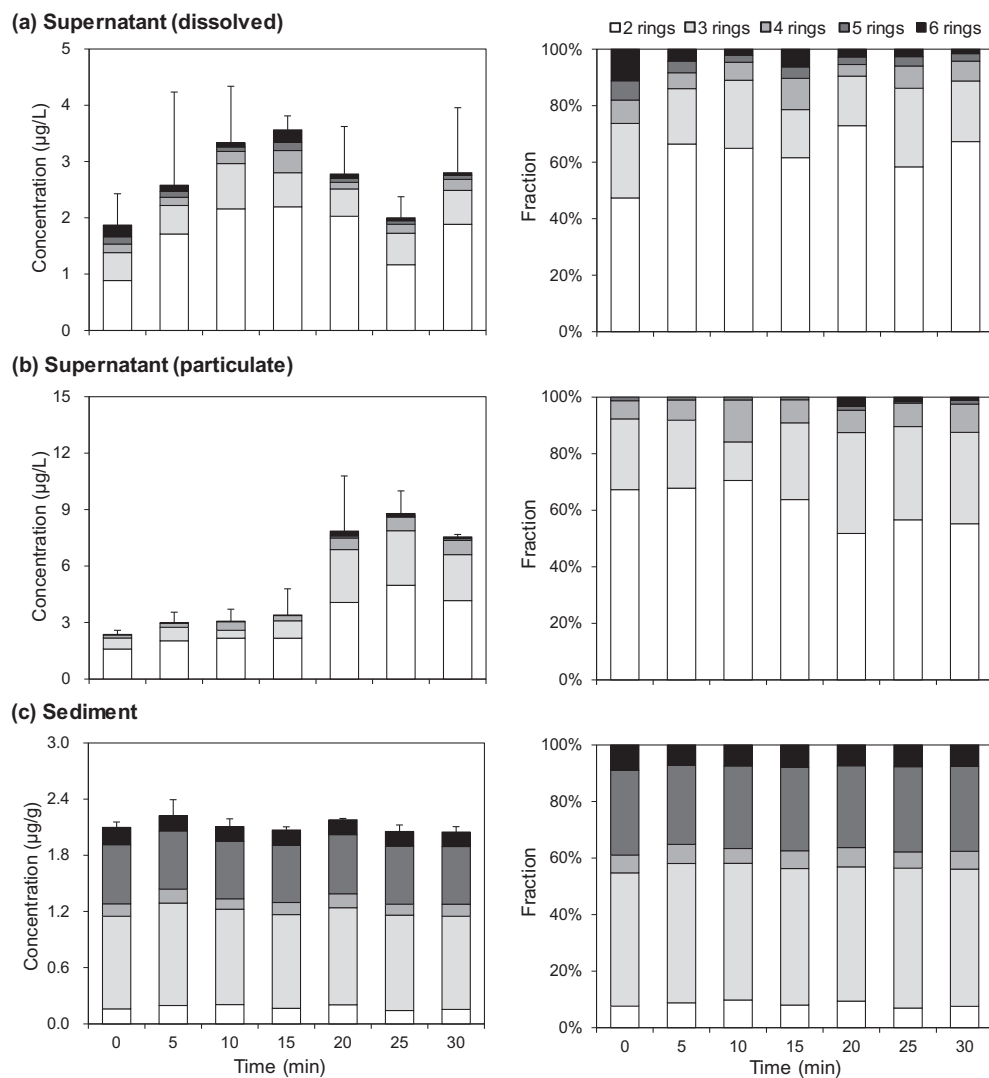 (a) Supernatant (dissolved)
2 rings 3 rings 4 rings 5 rings 6 rings
Concentration (µg/L)
5
4
3
2
1
0
Fraction
100%
80%
60%
40%
20%
0%
(b) Supernatant (particulate)
Concentration (µg/L)
15
12
9
6
3
0
Fraction
100%
80%
60%
40%
20%
0%
(c) Sediment
Concentration (µg/g)
3.0
2.4
1.8
1.2
0.6
0.0
0 5 10 15 20 25 30
Time (min)
Fraction
100%
80%
60%
40%
20%
0%
0 5 10 15 20 25 30
Time (min)